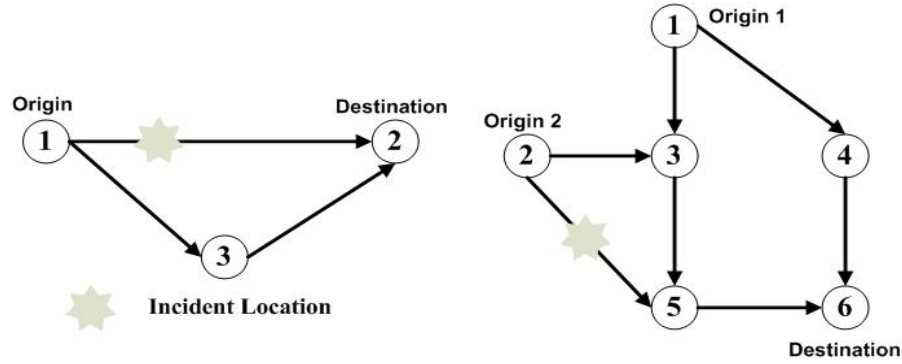 Origin
1
Destination
2
3
Incident Location
1
Origin 1
Origin 2
2
3
4
5
6
Destination